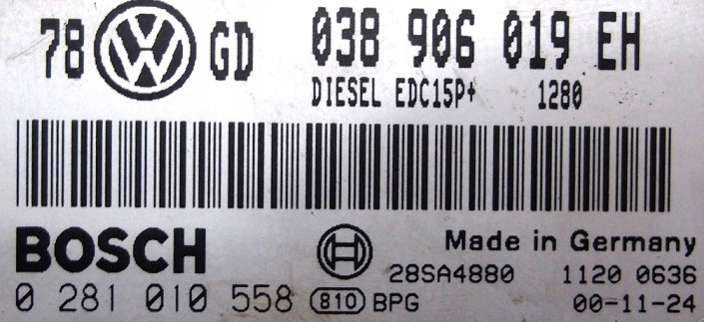 78 GD 038 906 019 EH
DIESEL EDC15P+ 1280
BOSCH Made in Germany
28SA4880 1120 0636
0 281 010 558 810 BPG 00-11-24